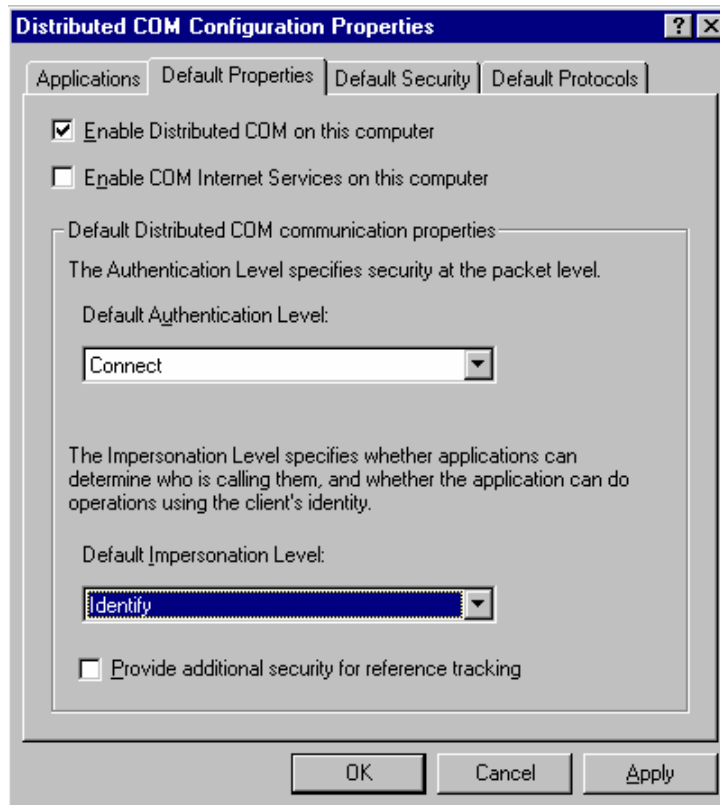 Distributed COM Configuration Properties
Applications Default Properties Default Security Default Protocols
Enable Distributed COM on this computer
Enable COM Internet Services on this computer
Default Distributed COM communication properties
The Authentication Level specifies security at the packet level.
Default Authentication Level:
Connect
The Impersonation Level specifies whether applications can
determine who is calling them, and whether the application can do
operations using the client's identity.
Default Impersonation Level:
Identify
Provide additional security for reference tracking
OK Cancel Apply